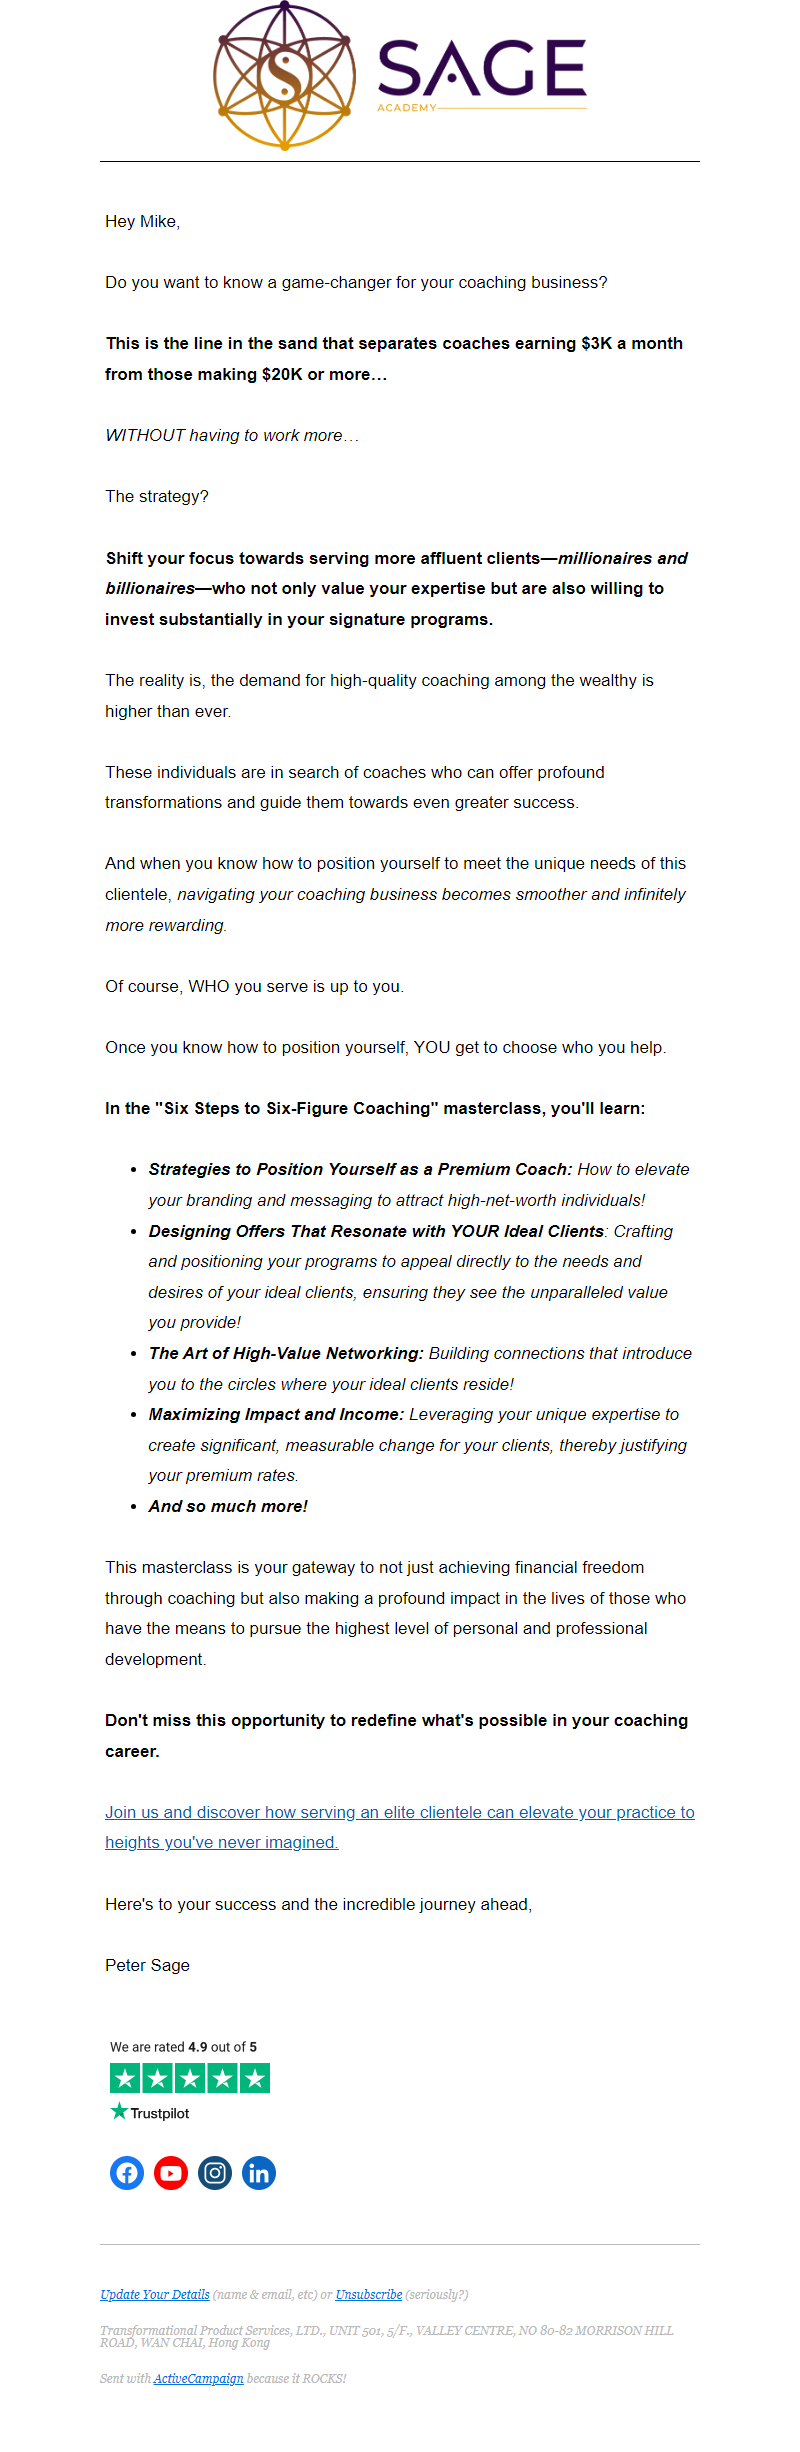 SAGE
ACADEMY
Hey Mike,
Do you want to know a game-changer for your coaching business?
This is the line in the sand that separates coaches earning $3K a month
from those making $20K or more…
WITHOUT having to work more…
The strategy?
Shift your focus towards serving more affluent clients—millionaires and
billionaires—who not only value your expertise but are also willing to
invest substantially in your signature programs.
The reality is, the demand for high-quality coaching among the wealthy is
higher than ever.
These individuals are in search of coaches who can offer profound
transformations and guide them towards even greater success.
And when you know how to position yourself to meet the unique needs of this
clientele, navigating your coaching business becomes smoother and infinitely
more rewarding.
Of course, WHO you serve is up to you.
Once you know how to position yourself, YOU get to choose who you help.
In the "Six Steps to Six-Figure Coaching" masterclass, you'll learn:
• Strategies to Position Yourself as a Premium Coach: How to elevate
your branding and messaging to attract high-net-worth individuals!
• Designing Offers That Resonate with YOUR Ideal Clients: Crafting
and positioning your programs to appeal directly to the needs and
desires of your ideal clients, ensuring they see the unparalleled value
you provide!
• The Art of High-Value Networking: Building connections that introduce
you to the circles where your ideal clients reside!
• Maximizing Impact and Income: Leveraging your unique expertise to
create significant, measurable change for your clients, thereby justifying
your premium rates.
• And so much more!
This masterclass is your gateway to not just achieving financial freedom
through coaching but also making a profound impact in the lives of those who
have the means to pursue the highest level of personal and professional
development.
Don't miss this opportunity to redefine what's possible in your coaching
career.
Join us and discover how serving an elite clientele can elevate your practice to
heights you've never imagined.
Here's to your success and the incredible journey ahead,
Peter Sage
We are rated 4.9 out of 5
Trustpilot
Update Your Details (name & email, etc) or Unsubscribe (seriously?)
Transformational Product Services, LTD., UNIT 501, 5/F., VALLEY CENTRE, NO 80-82 MORRISON HILL
ROAD, WAN CHAI, Hong Kong
Sent with ActiveCampaign because it ROCKS!